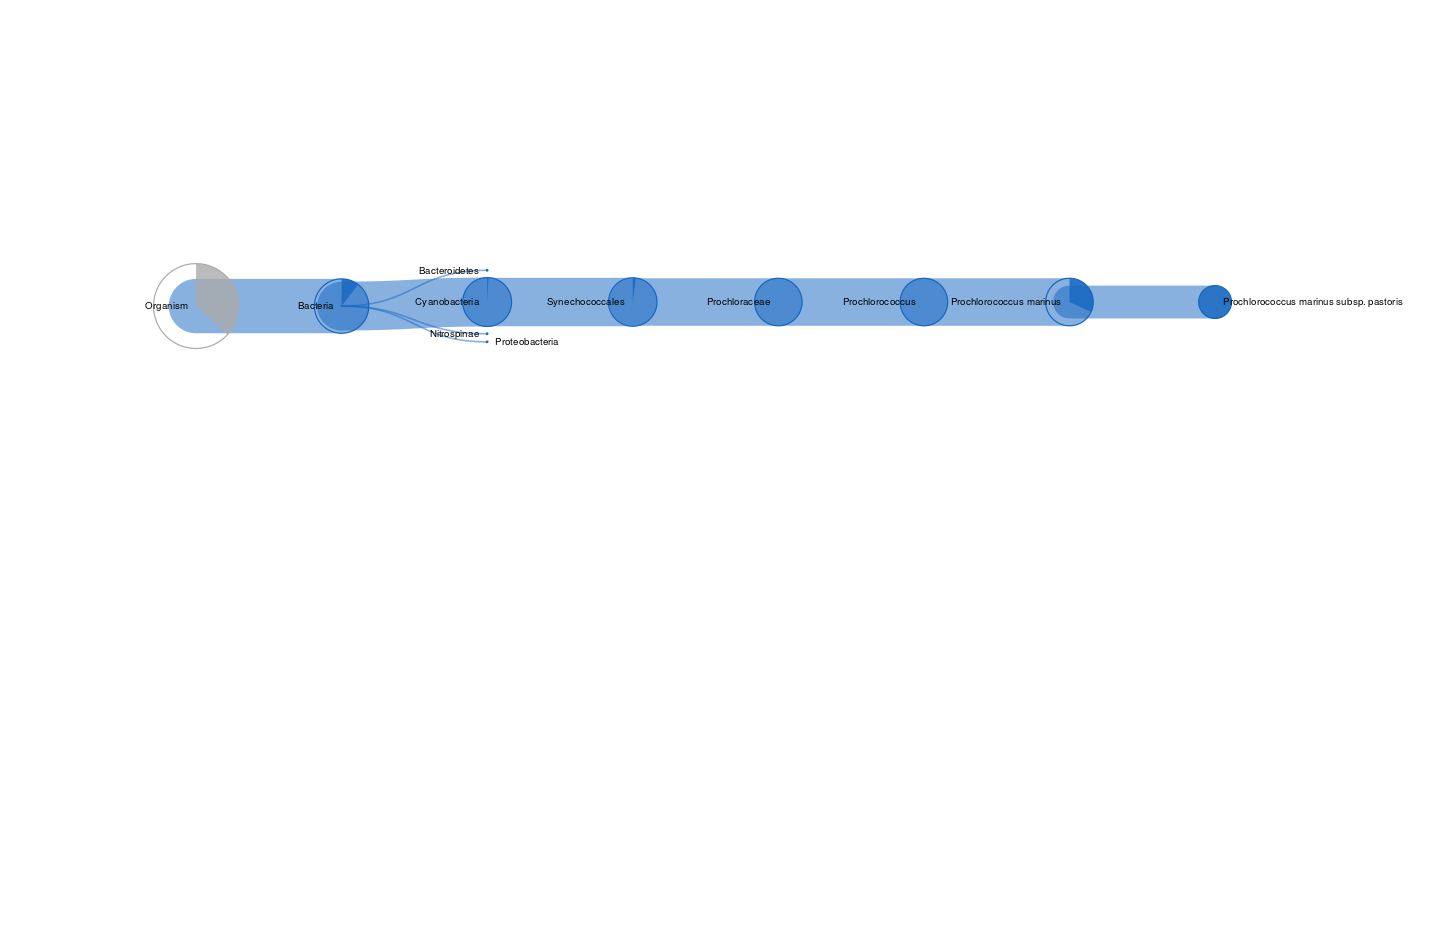 Organism
Bacteria
Bacteroidetes
Cyanobacteria
Nitrospinae
Proteobacteria
Synechococcales
Prochloraceae
Prochlorococcus
Prochlorococcus marinus
Prochlorococcus marinus subsp. pastoris